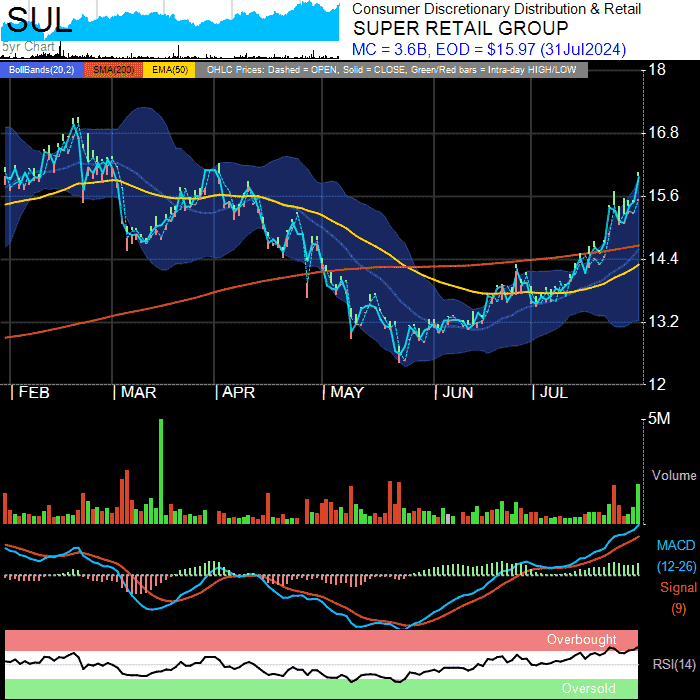 SUL
5yr Chart
Consumer Discretionary Distribution & Retail
SUPER RETAIL GROUP
MC = 3.6B, EOD = $15.97 (31Jul2024)
BollBands(20,2) SMA(200) EMA(50) OHLC Prices: Dashed = OPEN, Solid = CLOSE, Green/Red bars = Intra-day HIGH/LOW
18
16.8
15.6
14.4
13.2
12
FEB MAR APR MAY JUN JUL
5M
Volume
MACD
(12-26)
Signal
(9)
Overbought
RSI(14)
Oversold